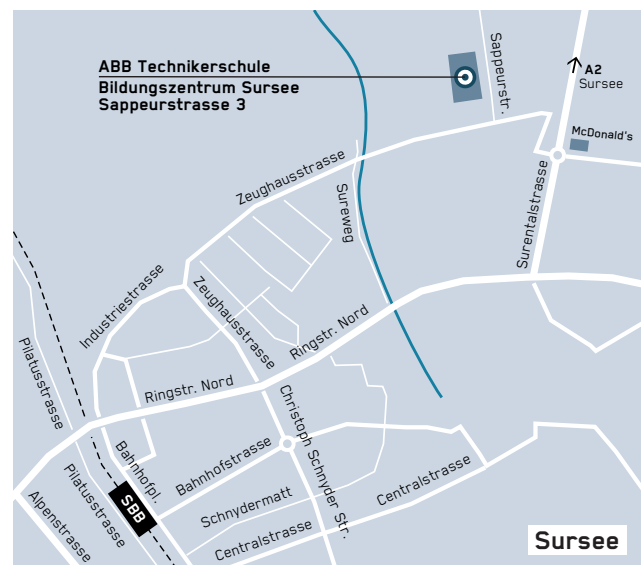 ABB Technikerschule
Bildungszentrum Sursee
Sappeurstrasse 3
Sappeurstr.
A2
Sursee
McDonald's
Zeughausstrasse
Sureweg
Surentalstrasse
Industriestrasse
Zeughausstrasse
Pilatusstrasse
Ringstr. Nord
Ringstr. Nord
Christoph Schnyder Str.
Bahnhofpl.
Bahnhofstrasse
Pilatusstrasse
SBB
Schnydermatt
Centralstrasse
Alpenstrasse
Centralstrasse
Sursee